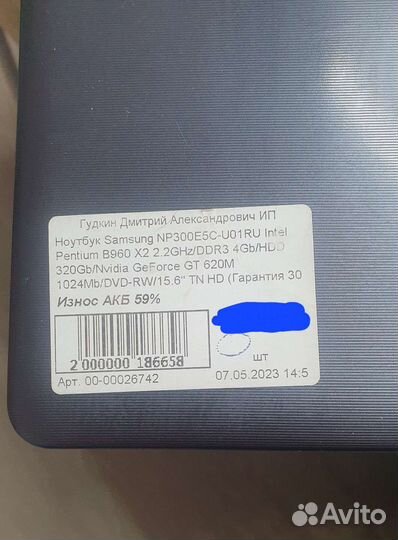 Гудкин Дмитрий Александрович ИП
Ноутбук Samsung NP300E5C-U01RU Intel
Pentium B960 X2 2.2GHz/DDR3 4Gb/HDD
320Gb/Nvidia GeForce GT 620M
1024Mb/DVD-RW/15.6" TN HD (Гарантия 30
Износ АКБ 59%
2 000000 186658
шт
Арт. 00-00026742
07.05.2023 14:5
Avito